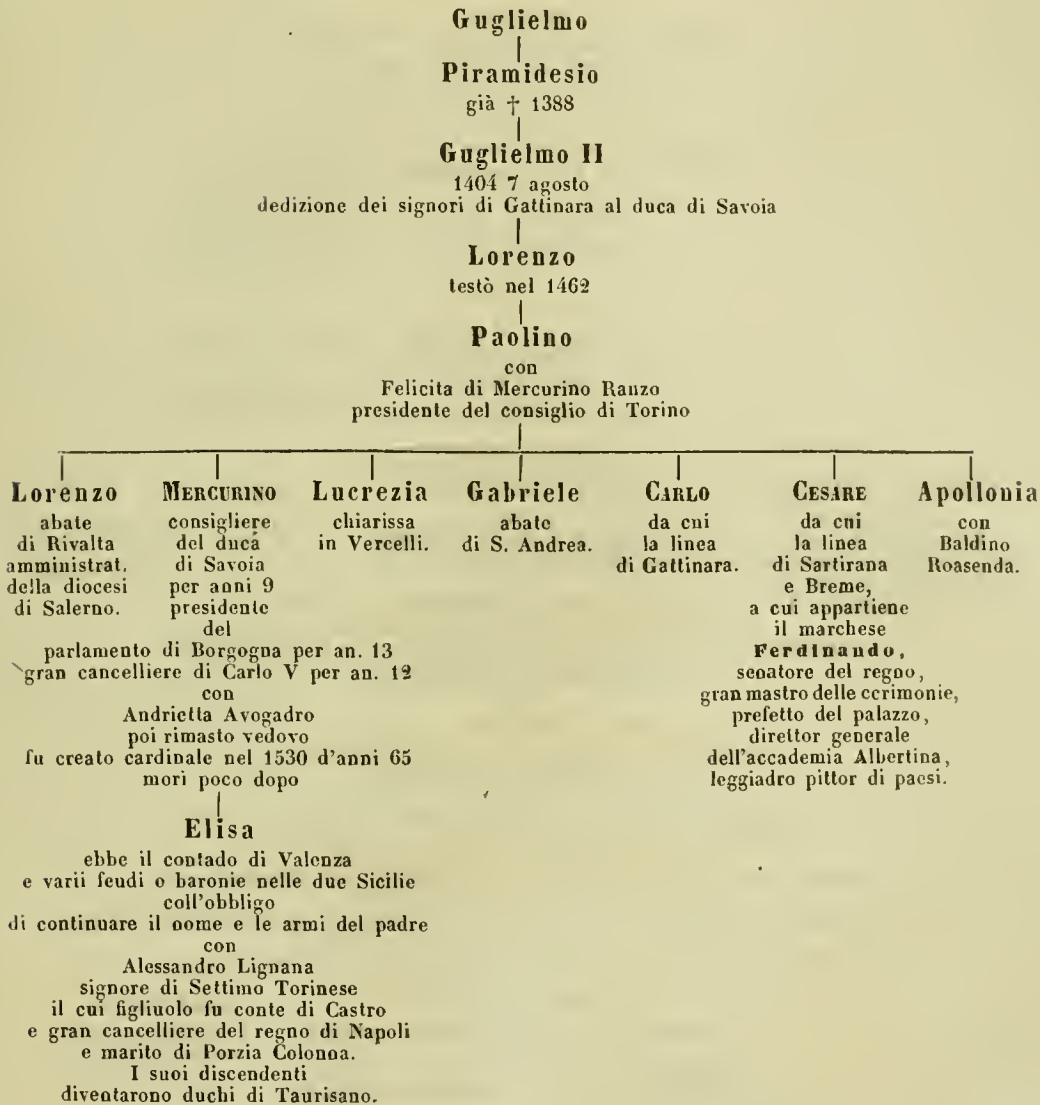 Guglielmo
Piramidesio
già † 1388
Guglielmo II
1404 7 agosto
dedizione dei signori di Gattinara al duca di Savoia
Lorenzo
testò nel 1462
Paolino
con
Felicita di Mercurino Ranzo
presidente del consiglio di Torino
Lorenzo
abate
di Rivalta
amministrat.
della diocesi
di Salerno.
MERCURINO
consigliere
del duca
di Savoia
per anni 9
presidente
del
parlamento di Borgogna per an. 13
gran cancelliere di Carlo V per an. 12
con
Andrietta Avogadro
poi rimasto vedovo
fu creato cardinale nel 1530 d'anni 65
morì poco dopo
Elisa
ebbe il contado di Valenza
e varii feudi o baronie nelle due Sicilie
coll'obbligo
di continuare il nome e le armi del padre
con
Alessandro Lignana
signore di Settimo Torinese
il cui figliuolo fu conte di Castro
e gran cancelliere del regno di Napoli
e marito di Porzia Colonna.
I suoi discendenti
diventarono duchi di Taurisano.
Lucrezia
chiarissa
in Vercelli.
Gabriele
abate
di S. Andrea.
CARLO
da cui
la linea
di Gattinara.
CESARE
da cui
la linea
di Sartirana
e Breme,
a cui appartiene
il marchese
Ferdinando,
senatore del regno,
gran mastro delle cerimonie,
prefetto del palazzo,
direttor generale
dell'accademia Albertina,
leggiadro pittor di paesi.
Apollonia
con
Baldino
Roasenda.